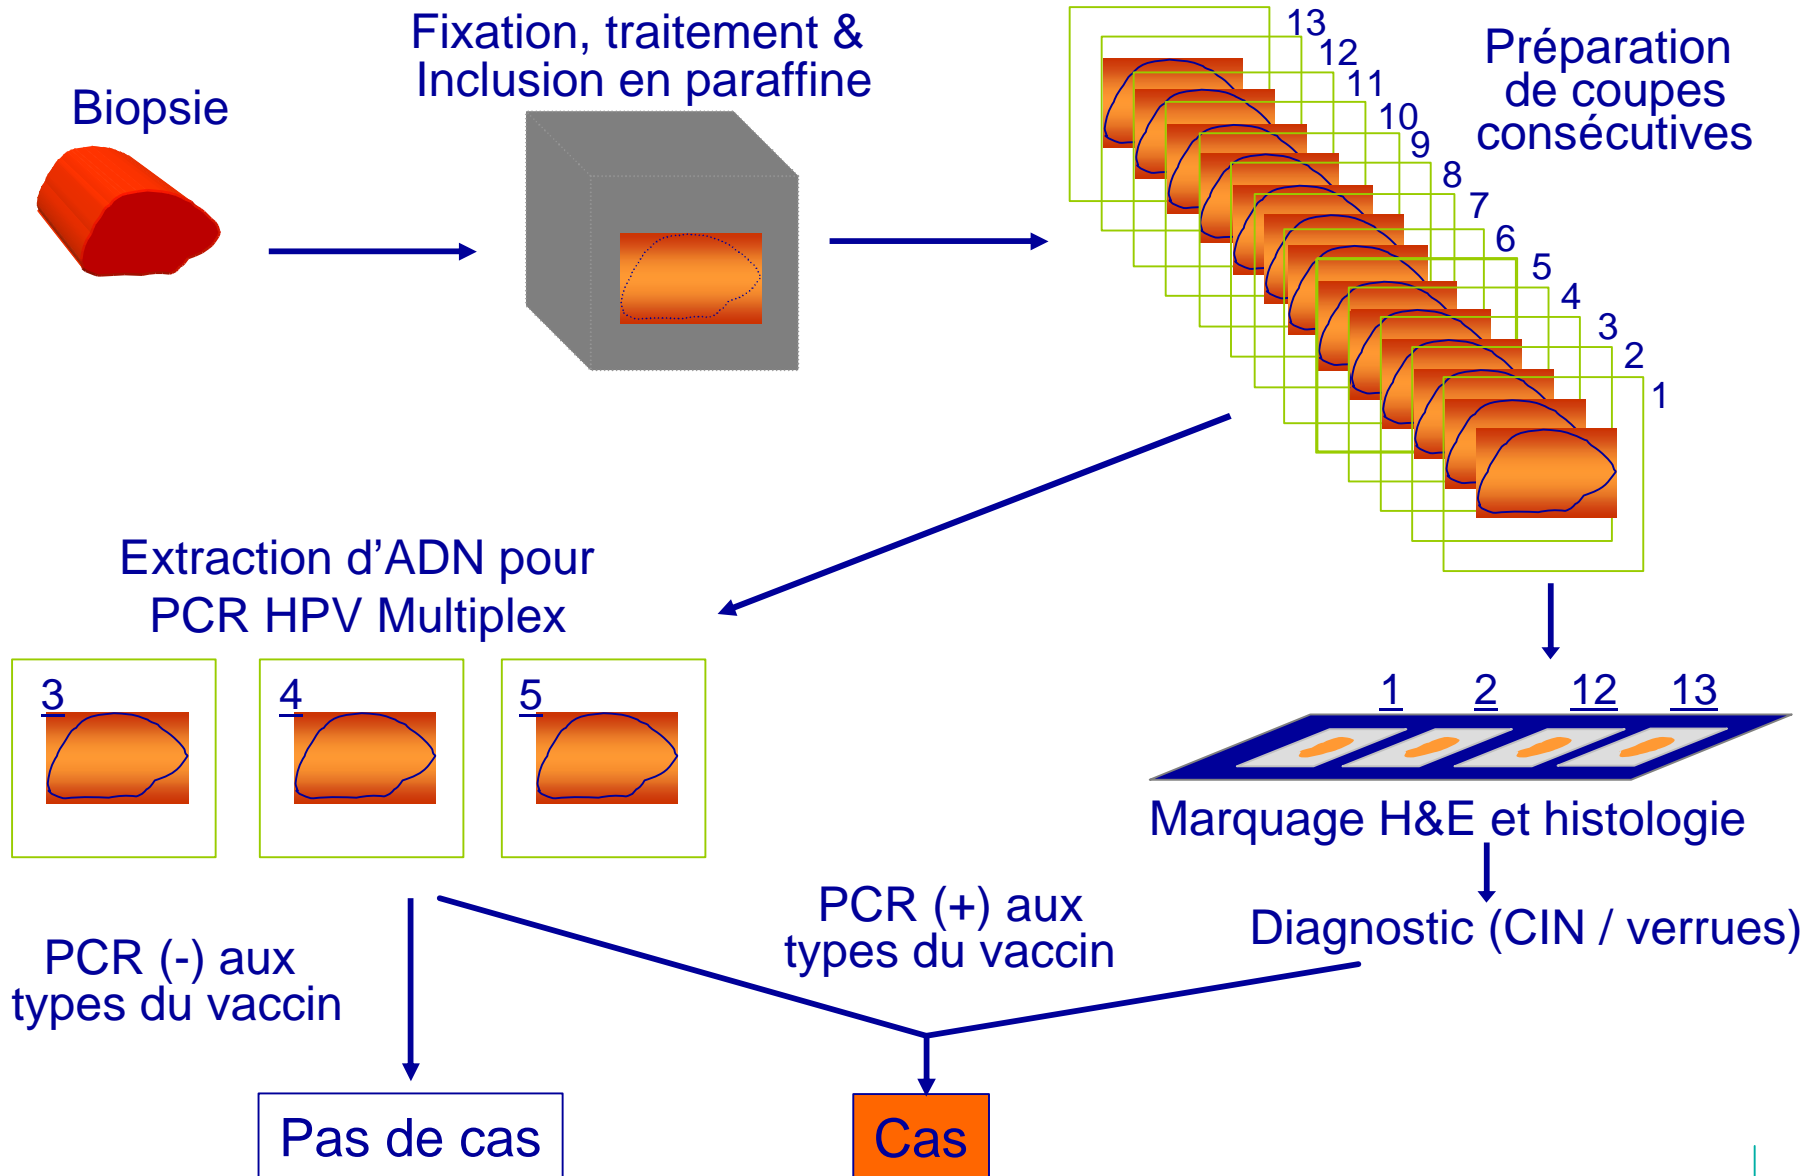 Biopsie
Fixation, traitement &
Inclusion en paraffine
13
12
11
10
9
8
7
6
5
4
3
2
1
Préparation
de coupes
consécutives
Extraction d'ADN pour
PCR HPV Multiplex
3 4 5
1 2 12 13
Marquage H&E et histologie
Diagnostic (CIN / verrues)
PCR (-) aux
types du vaccin
PCR (+) aux
types du vaccin
Pas de cas
Cas